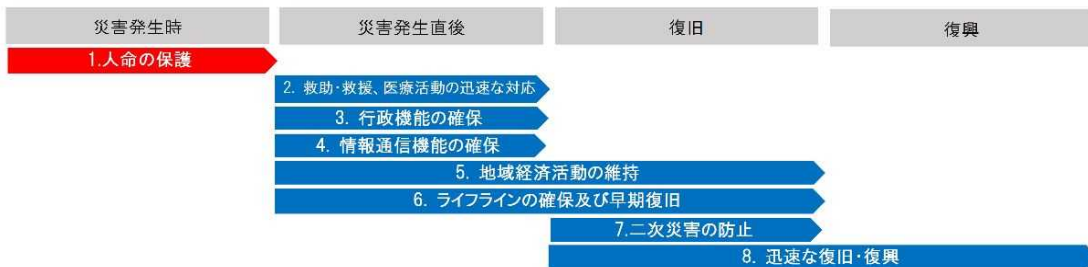 災害発生時
災害発生直後
復旧
復興
1.人命の保護
2. 救助・救援、医療活動の迅速な対応
3. 行政機能の確保
4. 情報通信機能の確保
5. 地域経済活動の維持
6. ライフラインの確保及び早期復旧
7.二次災害の防止
8. 迅速な復旧・復興